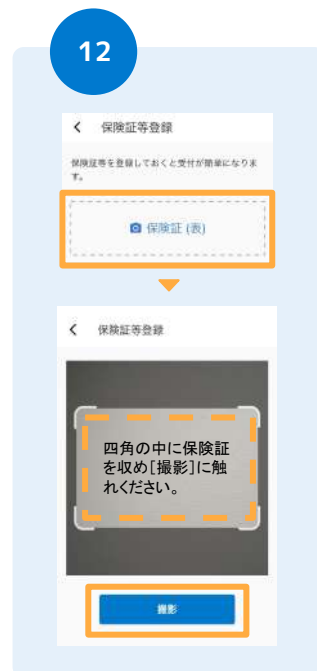 12
保険証等登録
保険証等を登録しておくと受付が簡単になりま
す。
保険証 (表)
保険証等登録
四角の中に保険証
を収め[撮影]に触
れください。
撮影